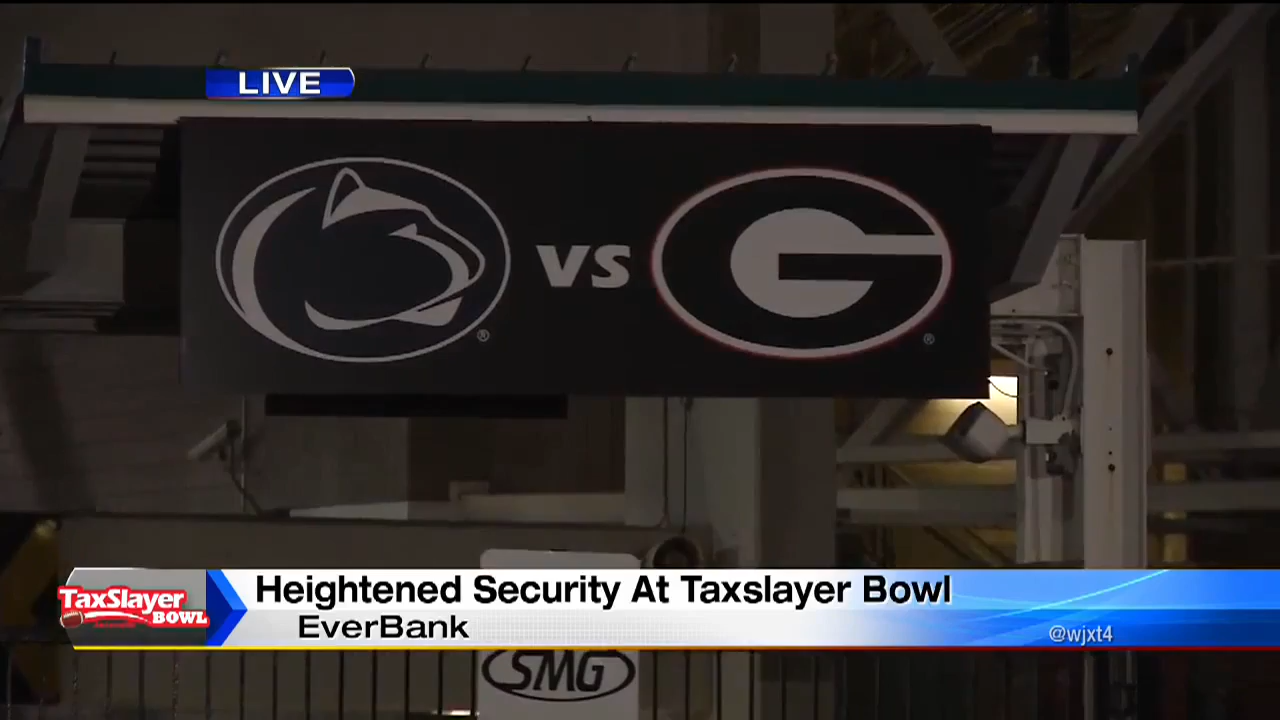 LIVE
VS
G
®
®
TaxSlayer
BOWL
Heightened Security At Taxslayer Bowl
EverBank
@wjxt4
SMG